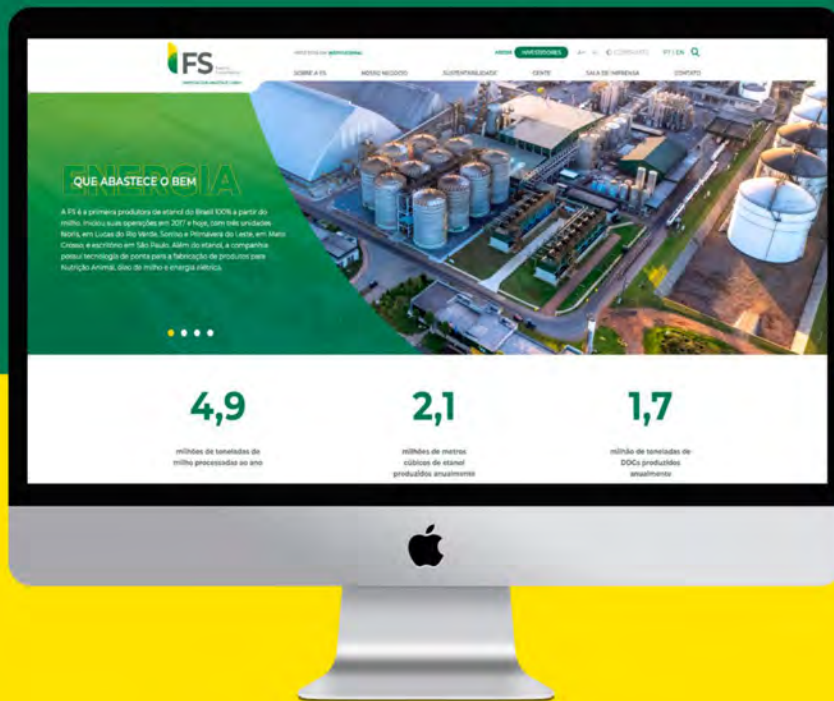 FS
INSTITUCIONAL
INVESTIDORES
A+
A-
CONTRASTE
PT | EN
SOBRE A FS
NOSSO NEGÓCIO
SUSTENTABILIDADE
GENTE
SALA DE IMPRENSA
CONTATO
ENERGIA
QUE ABASTECE O BEM
A FS é a primeira produtora de etanol do Brasil 100% a partir do
milho. Iniciou suas operações em 2017 e hoje, com três unidades
fabris, em Lucas do Rio Verde, Sorriso e Primavera do Leste, em Mato
Grosso, e escritório em São Paulo. Além do etanol, a companhia
possui tecnologia de ponta para a fabricação de produtos para
Nutrição Animal, óleo de milho e energia elétrica.
4,9
milhões de toneladas de
milho processadas ao ano
2,1
milhões de metros
cúbicos de etanol
produzidos anualmente
1,7
milhão de toneladas de
DDGs produzidos
anualmente